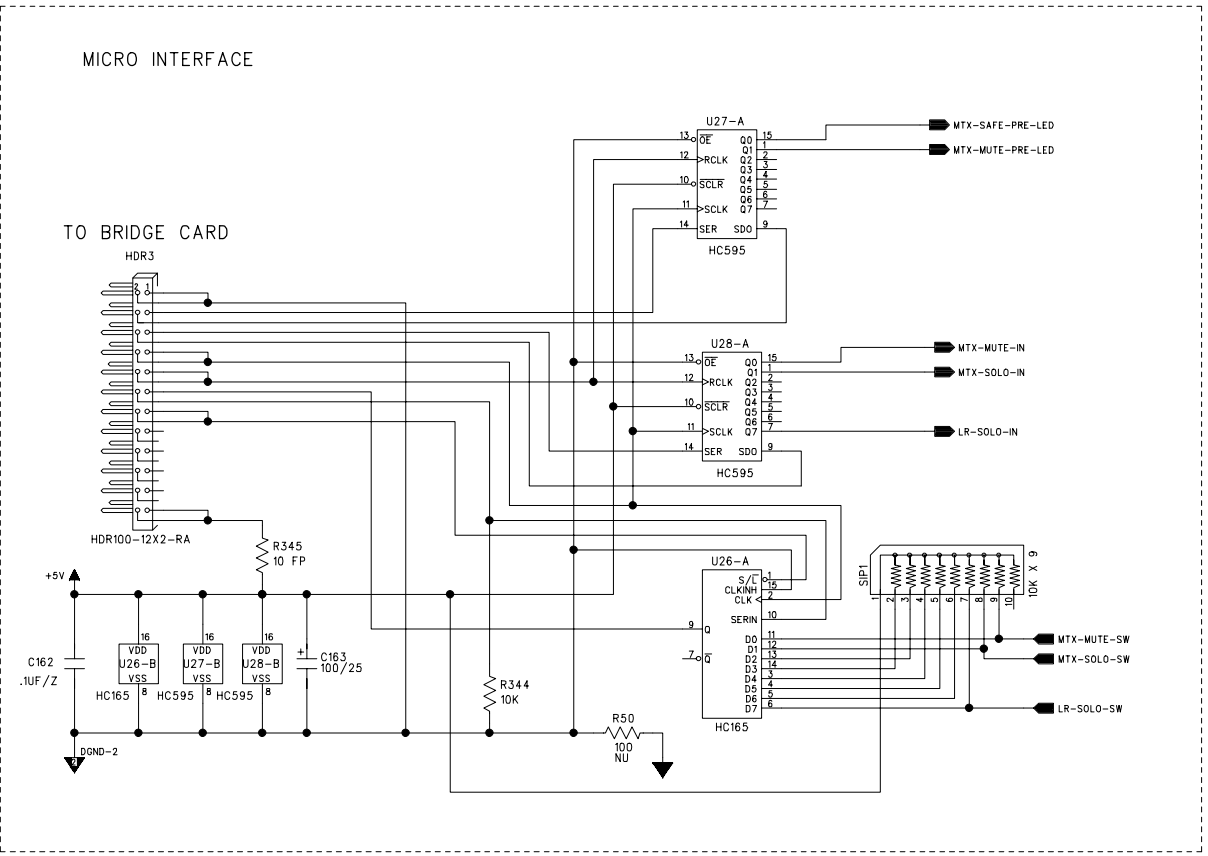 MICRO INTERFACE
TO BRIDGE CARD
HDR3
2 1
HDR100-12X2-RA
U27-A
13 OE
12 RCLK
10 SCLR
11 SCLK
14 SER
Q0 15
Q1 1
Q2 2
Q3 3
Q4 4
Q5 5
Q6 6
Q7 7
SDO 9
HC595
MTX-SAFE-PRE-LED
MTX-MUTE-PRE-LED
U28-A
13 OE
12 RCLK
10 SCLR
11 SCLK
14 SER
Q0 15
Q1 1
Q2 2
Q3 3
Q4 4
Q5 5
Q6 6
Q7 7
SDO 9
HC595
MTX-MUTE-IN
MTX-SOLO-IN
LR-SOLO-IN
R345
10 FP
+5V
C162
.1UF/Z
16
VDD
U26-B
VSS
8
HC165
16
VDD
U27-B
VSS
8
HC595
16
VDD
U28-B
VSS
8
HC595
+
C163
100/25
DGND-2
2
R344
10K
R50
100
NU
U26-A
S/L 1
CLKINH 15
CLK 2
SERIN 10
9 Q
7 Q
D0 11
D1 12
D2 13
D3 14
D4 3
D5 4
D6 5
D7 6
HC165
SIP1
10K X 9
1 2 3 4 5 6 7 8 9 10
MTX-MUTE-SW
MTX-SOLO-SW
LR-SOLO-SW